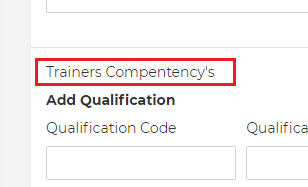 Trainers Compentency's
Add Qualification
Qualification Code